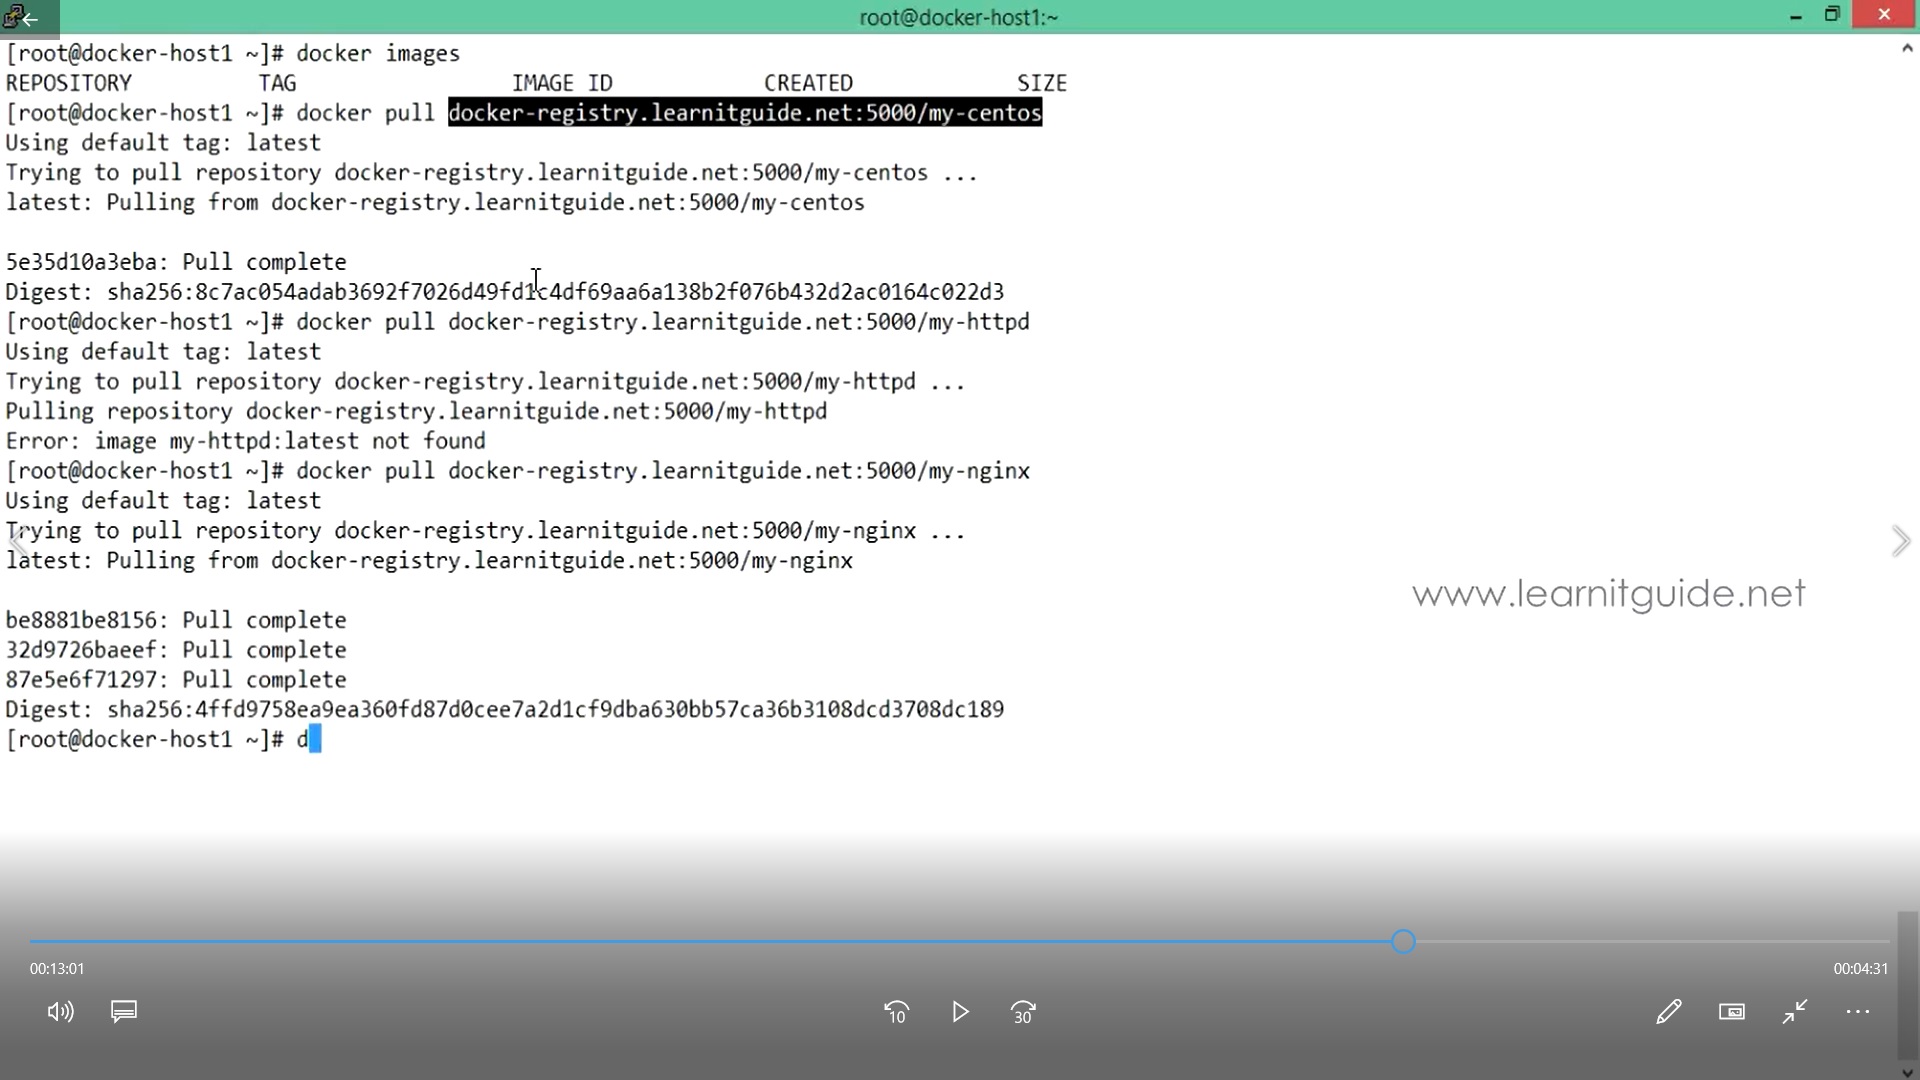 root@docker-host1:~
[root@docker-host1 ~]# docker images
REPOSITORY TAG IMAGE ID CREATED SIZE
[root@docker-host1 ~]# docker pull docker-registry.learnitguide.net:5000/my-centos
Using default tag: latest
Trying to pull repository docker-registry.learnitguide.net:5000/my-centos ...
latest: Pulling from docker-registry.learnitguide.net:5000/my-centos
5e35d10a3eba: Pull complete
Digest: sha256:8c7ac054adab3692f7026d49fd1c4df69aa6a138b2f076b432d2ac0164c022d3
[root@docker-host1 ~]# docker pull docker-registry.learnitguide.net:5000/my-httpd
Using default tag: latest
Trying to pull repository docker-registry.learnitguide.net:5000/my-httpd ...
Pulling repository docker-registry.learnitguide.net:5000/my-httpd
Error: image my-httpd:latest not found
[root@docker-host1 ~]# docker pull docker-registry.learnitguide.net:5000/my-nginx
Using default tag: latest
Trying to pull repository docker-registry.learnitguide.net:5000/my-nginx ...
latest: Pulling from docker-registry.learnitguide.net:5000/my-nginx
www.learnitguide.net
be8881be8156: Pull complete
32d9726baeef: Pull complete
87e5e6f71297: Pull complete
Digest: sha256:4ffd9758ea9ea360fd87d0cee7a2d1cf9dba630bb57ca36b3108dcd3708dc189
[root@docker-host1 ~]# d
00:13:01 00:04:31
10 30